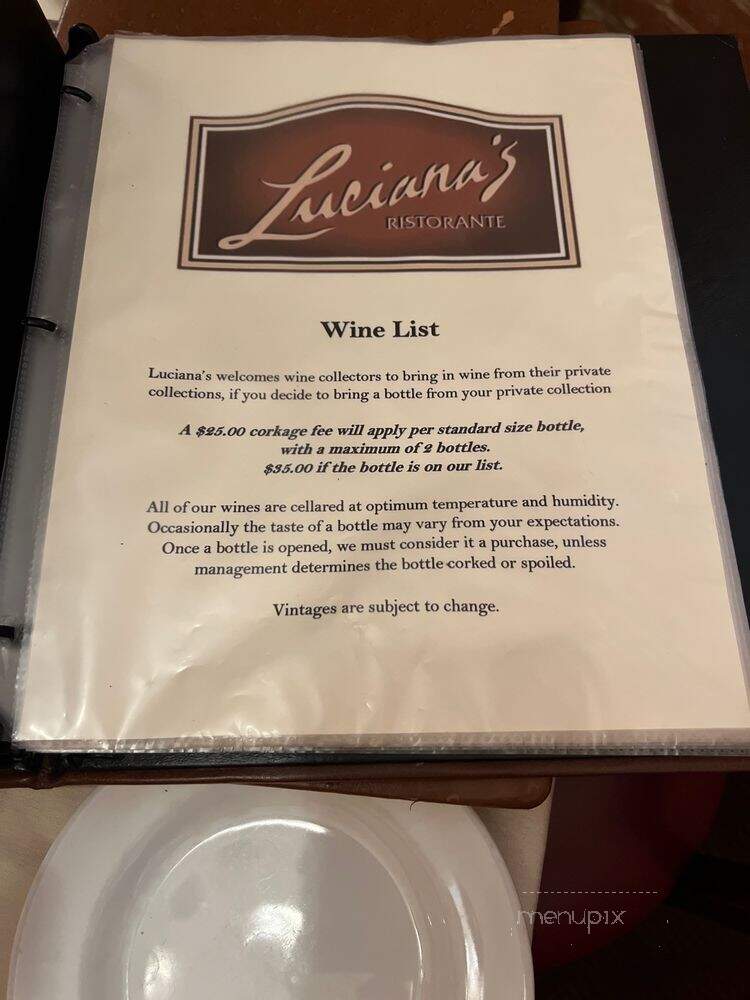 Luciana's
RISTORANTE
Wine List
Luciana's welcomes wine collectors to bring in wine from their private
collections, if you decide to bring a bottle from your private collection
A $25.00 corkage fee will apply per standard size bottle,
with a maximum of 2 bottles.
$35.00 if the bottle is on our list.
All of our wines are cellared at optimum temperature and humidity.
Occasionally the taste of a bottle may vary from your expectations.
Once a bottle is opened, we must consider it a purchase, unless
management determines the bottle corked or spoiled.
Vintages are subject to change.
menupix